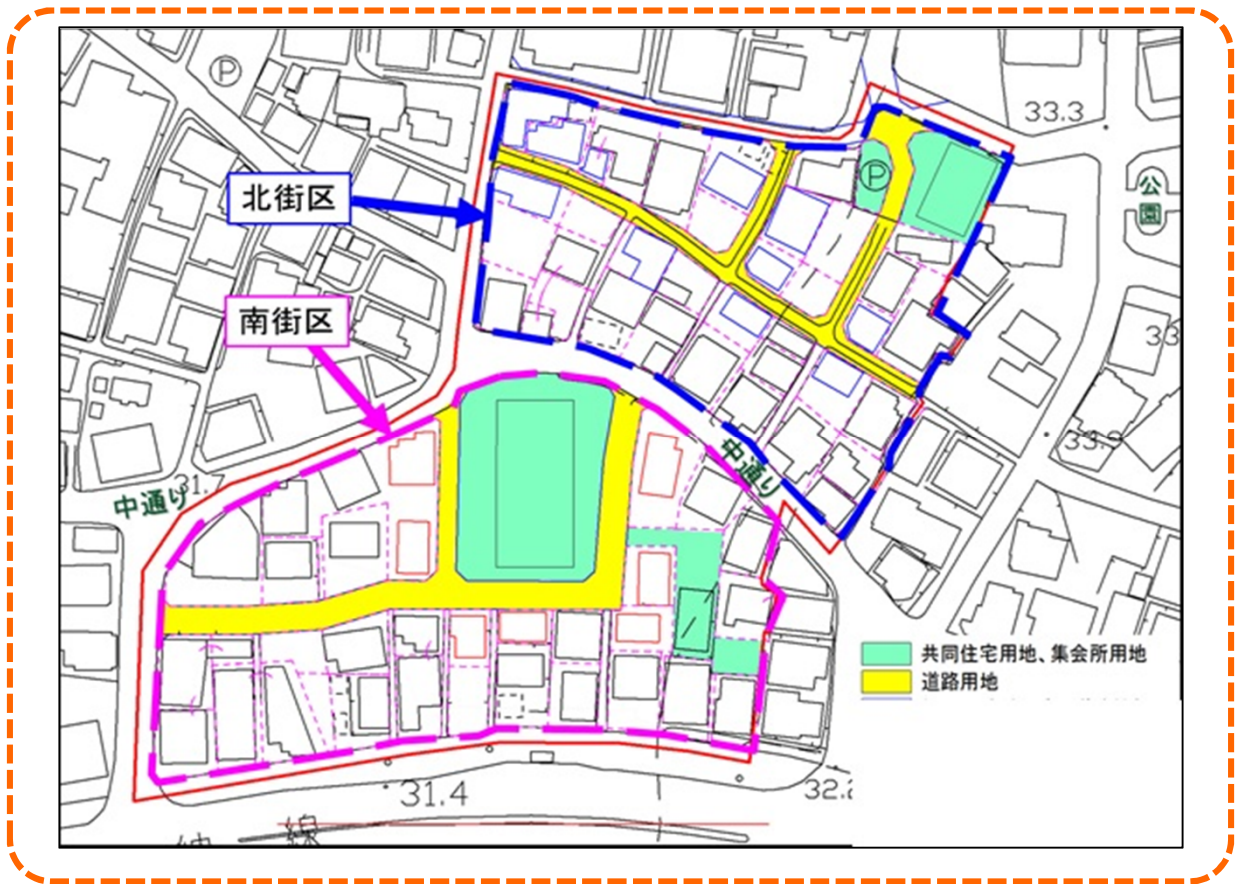 Ⓟ
33.3
公園
北街区
Ⓟ
南街区
33
中通り
31.7
中通り
共同住宅用地、集会所用地
道路用地
31.4
32.2
線